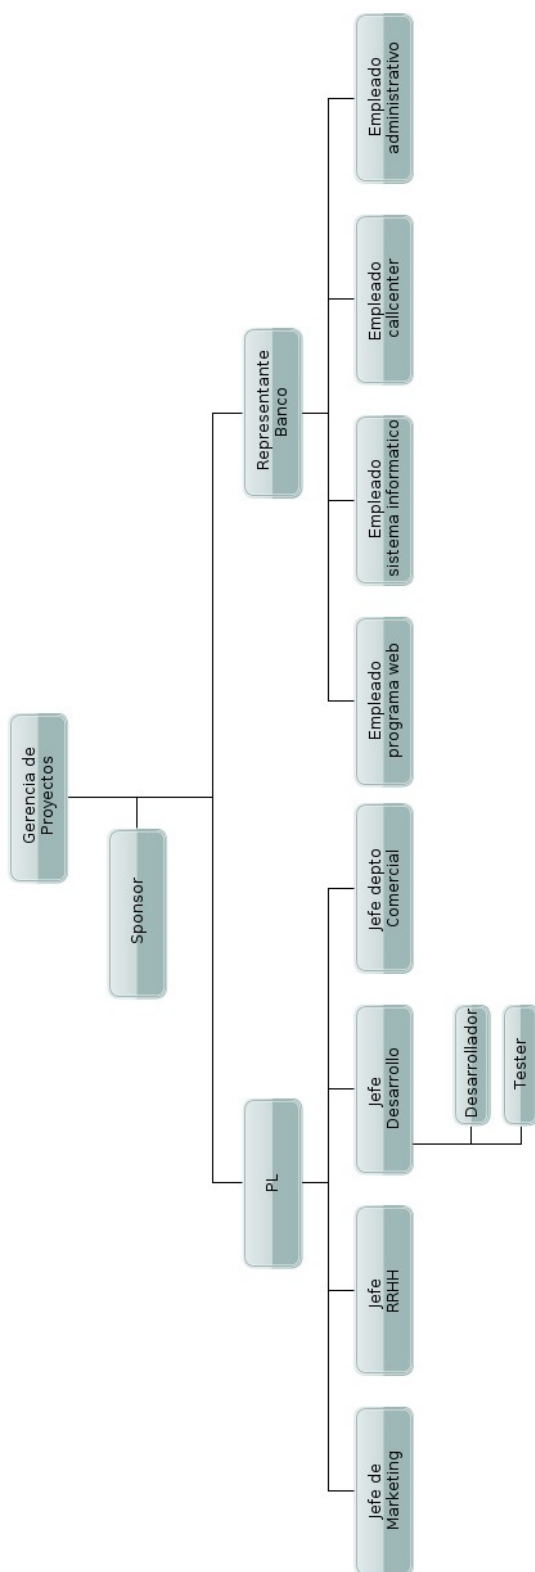 Gerencia de
Proyectos
Sponsor
PL
Representante
Banco
Jefe de
Marketing
Jefe
RRHH
Jefe
Desarrollo
Jefe depto
Comercial
Empleado
programa web
Empleado
sistema informatico
Empleado
callcenter
Empleado
administrativo
Desarrollador
Tester